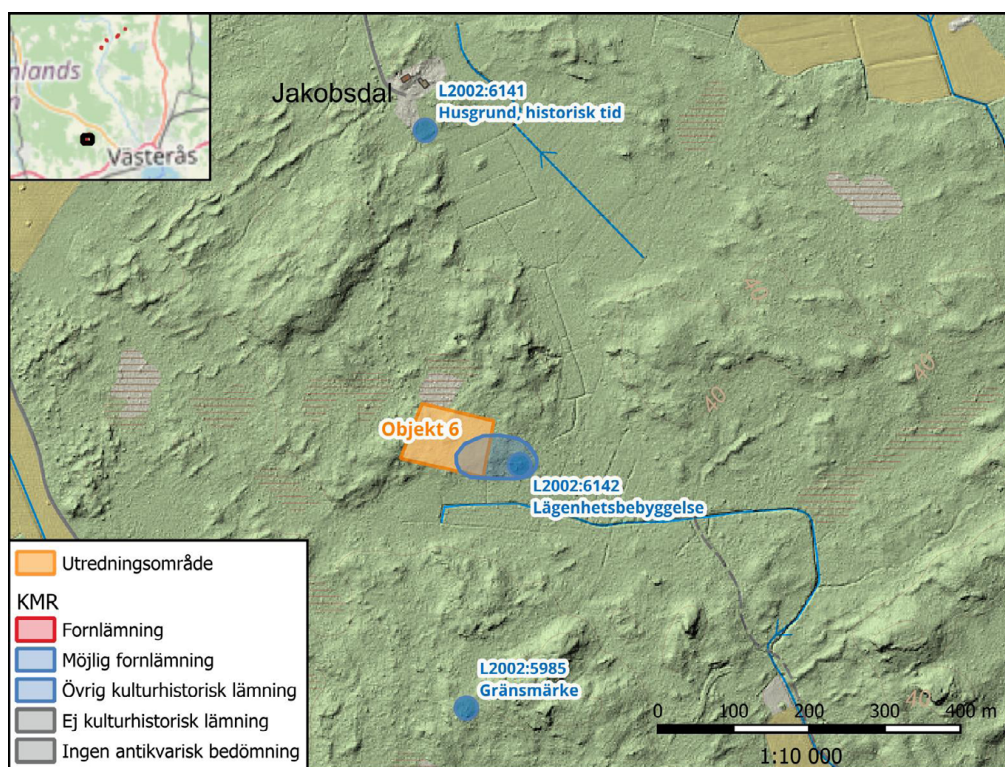 nlands
Västerås
Jakobsdal
L2002:6141
Husgrund, historisk tid
40
40
40
Objekt 6
L2002:6142
Lägenhetsbebyggelse
L2002:5985
Gränsmärke
40
Utredningsområde
KMR
Fornlämning
Möjlig fornlämning
Övrig kulturhistorisk lämning
Ej kulturhistorisk lämning
Ingen antikvarisk bedömning
0 100 200 300 400 m
1:10 000